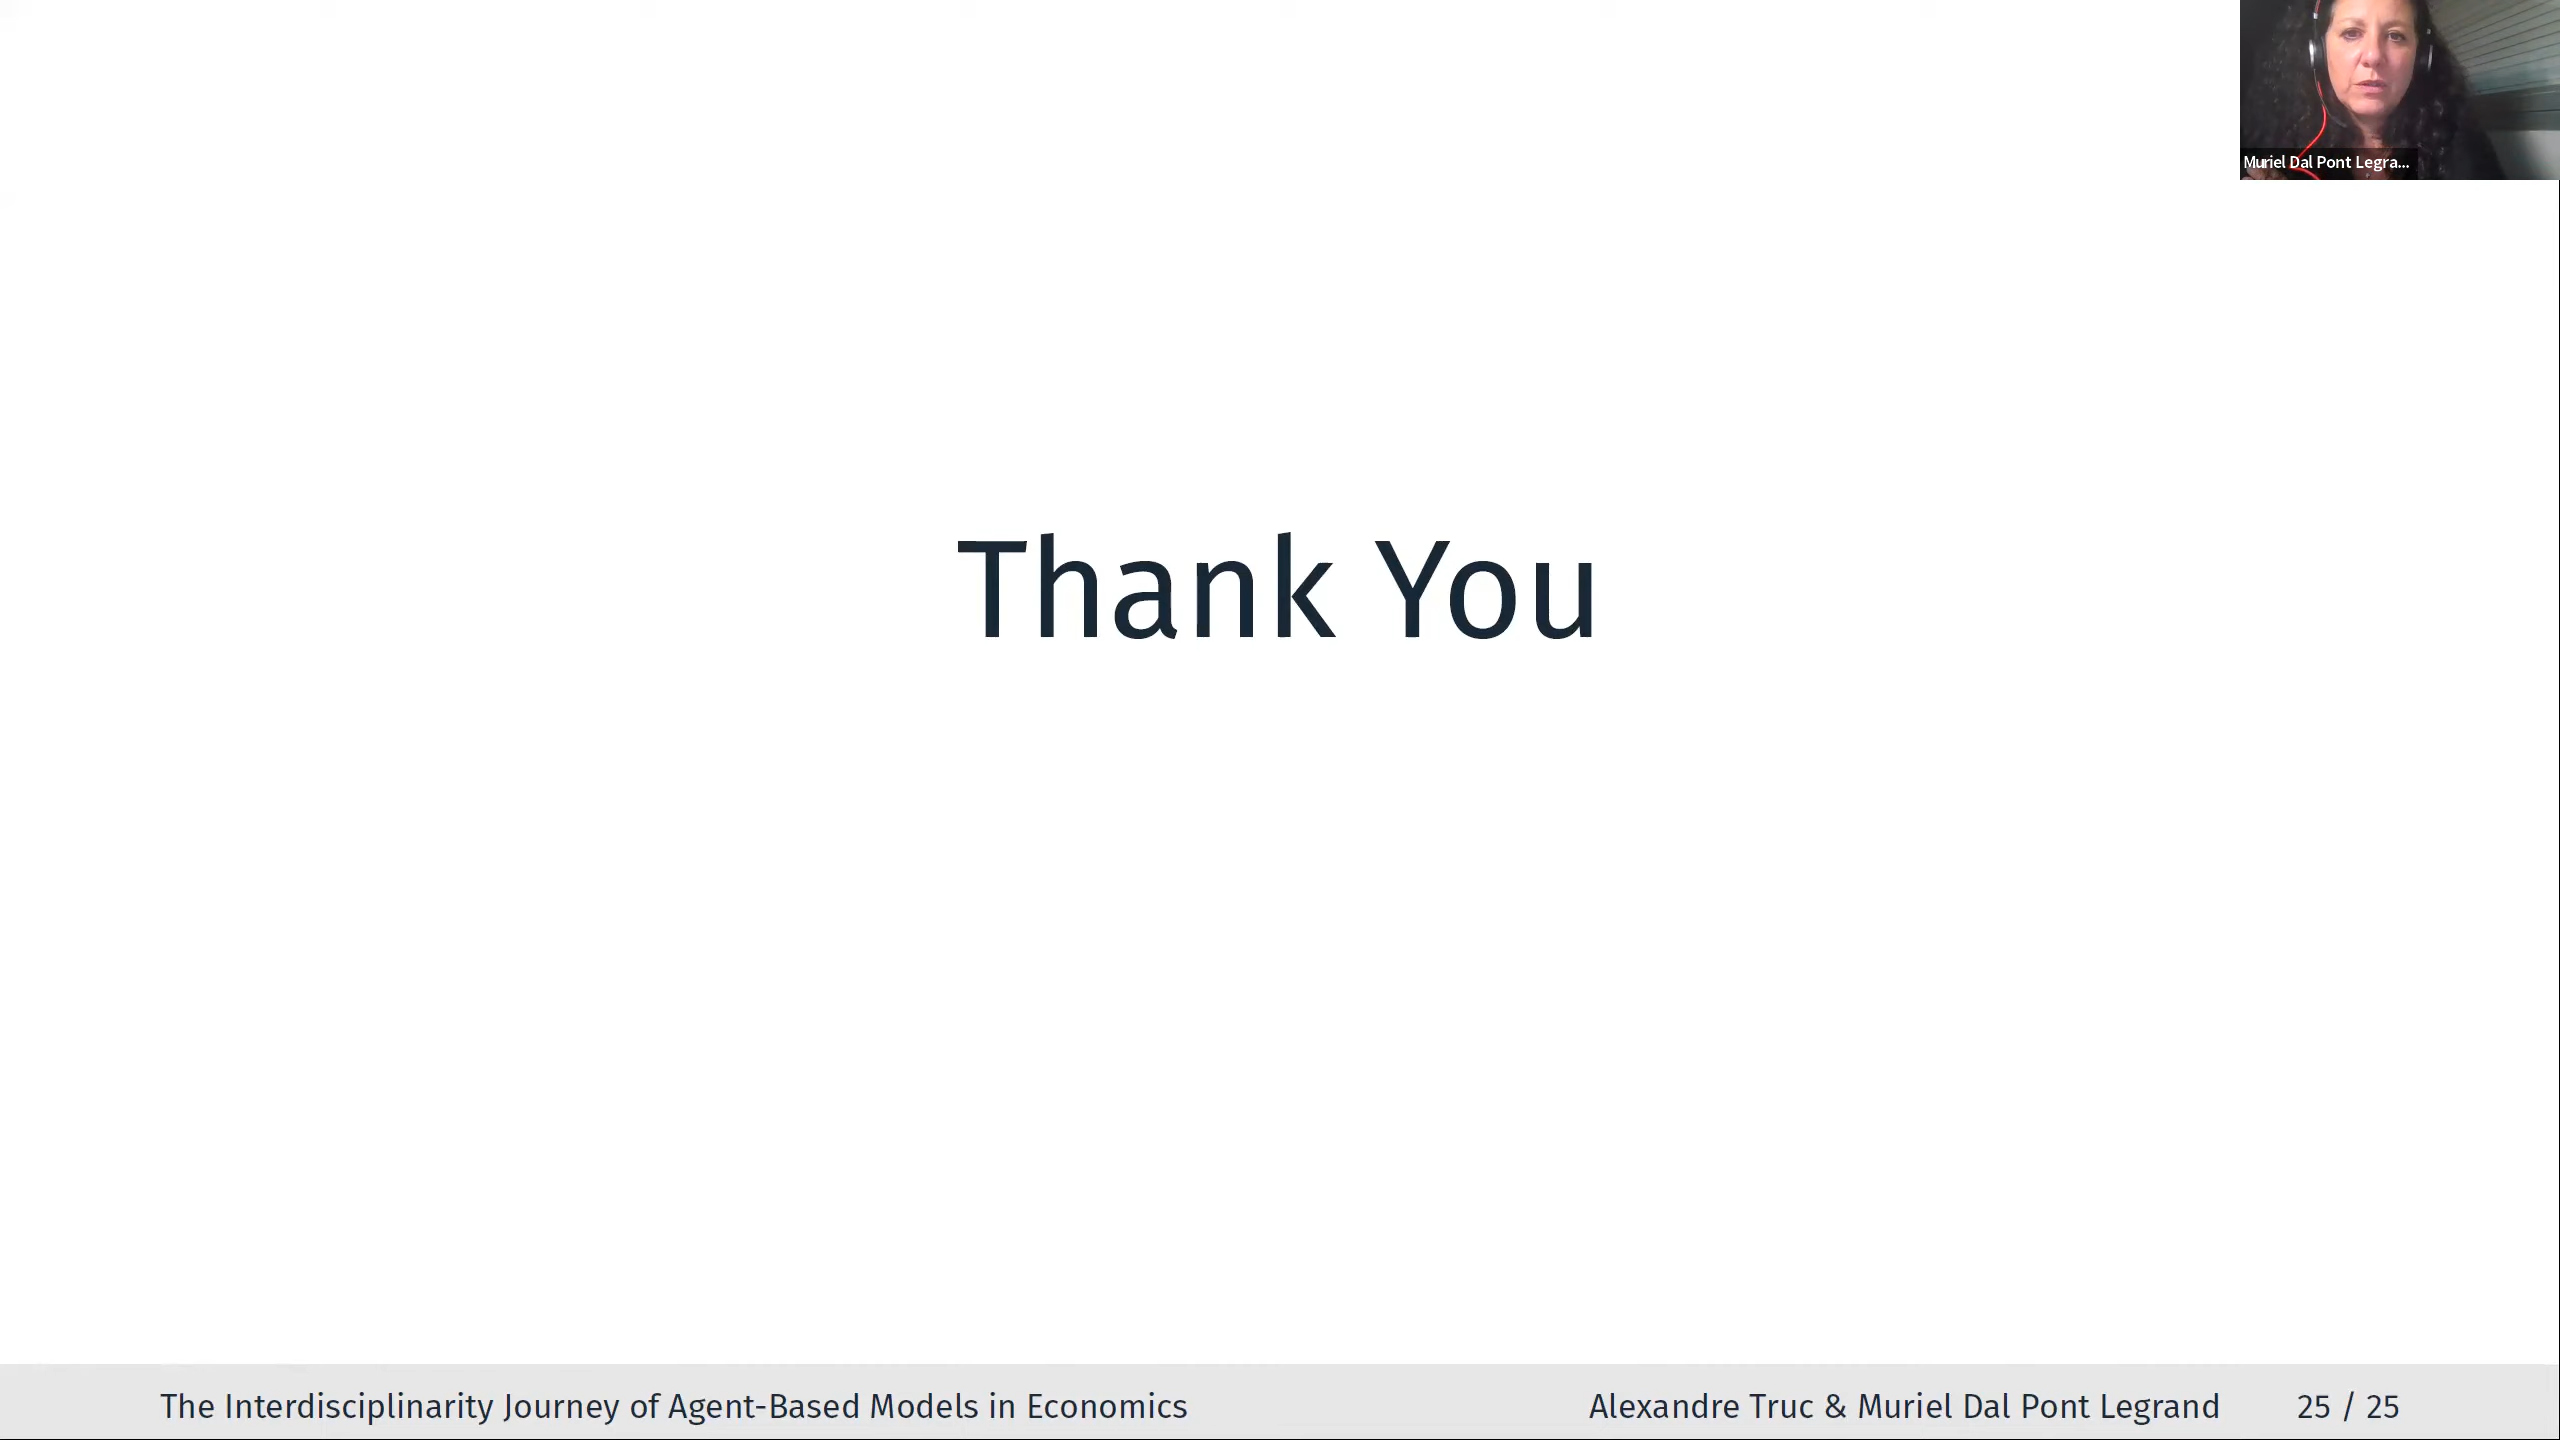 Muriel Dal Pont Legra...
Thank You
The Interdisciplinarity Journey of Agent-Based Models in Economics
Alexandre Truc & Muriel Dal Pont Legrand
25 / 25